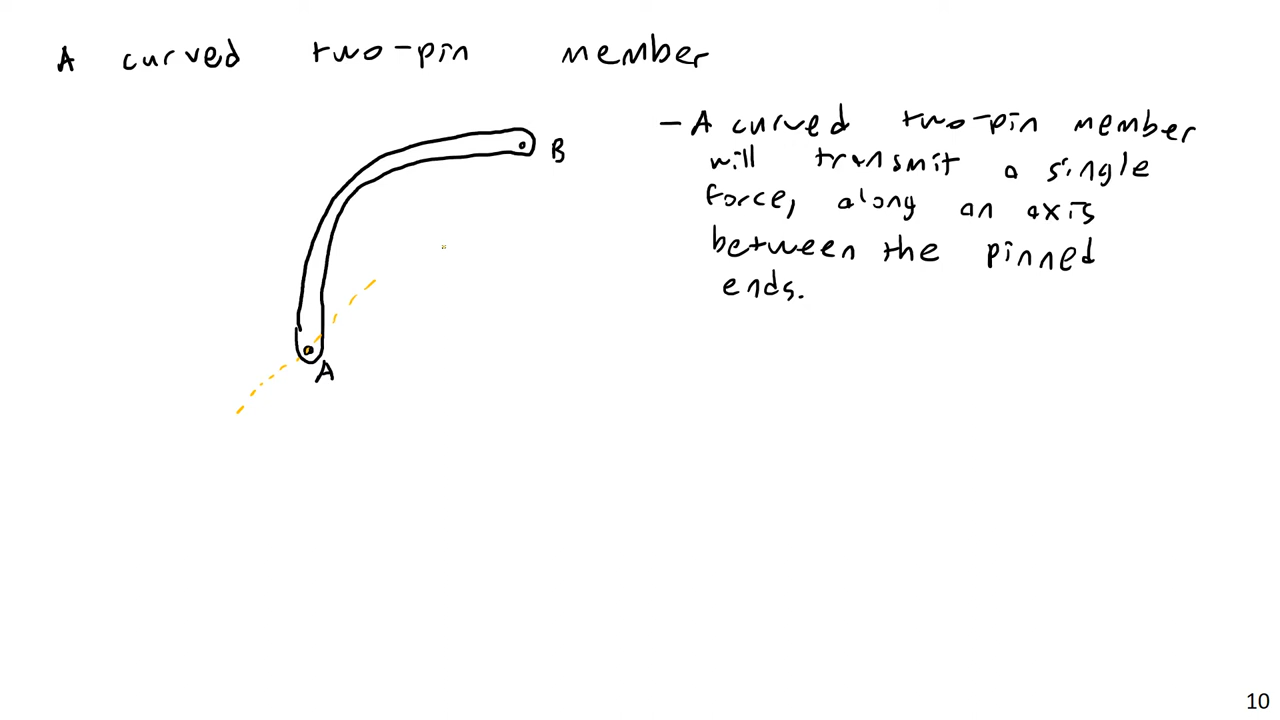 A curved two-pin member
- A curved two-pin member
will transmit a single
force, along an axis
between the pinned
ends.
B
A
10